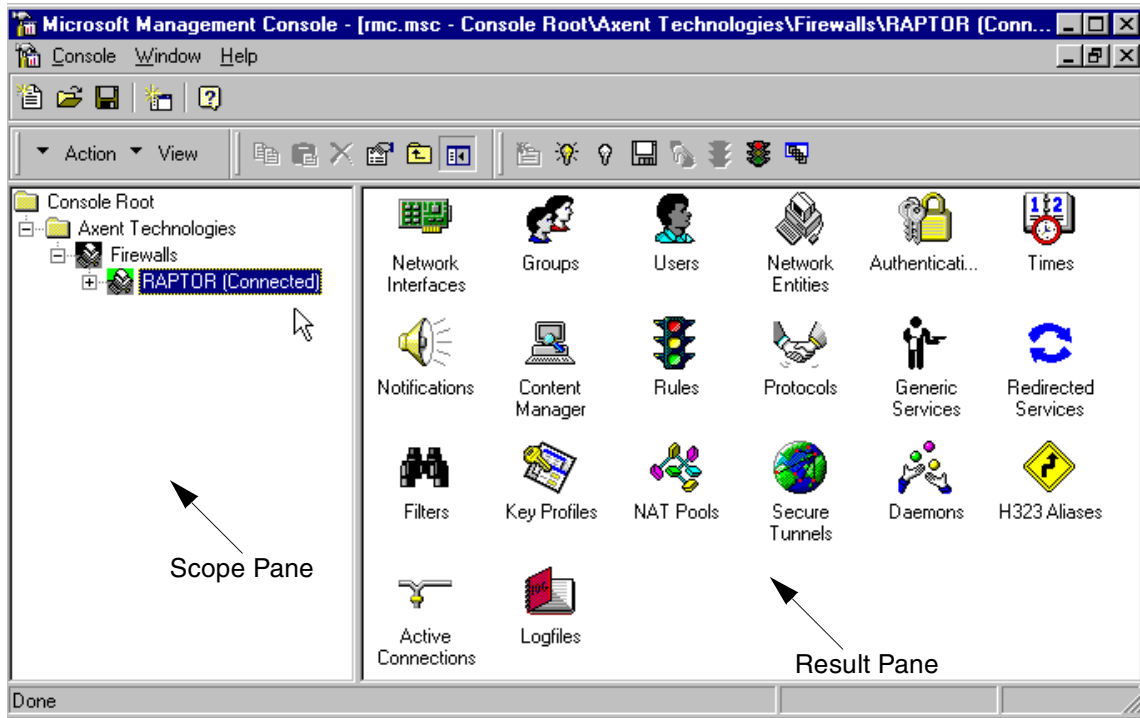 Microsoft Management Console - [rmc.msc - Console Root\Axent Technologies\Firewalls\RAPTOR (Conn...
Console Window Help
Action View
Console Root
Axent Technologies
Firewalls
RAPTOR (Connected)
Scope Pane
Network
Interfaces
Groups
Users
Network
Entities
Authenticati...
1 2
Times
Notifications
Content
Manager
Rules
Protocols
Generic
Services
Redirected
Services
Filters
Key Profiles
NAT Pools
Secure
Tunnels
Daemons
H323 Aliases
Active
Connections
LOG
Logfiles
Result Pane
Done